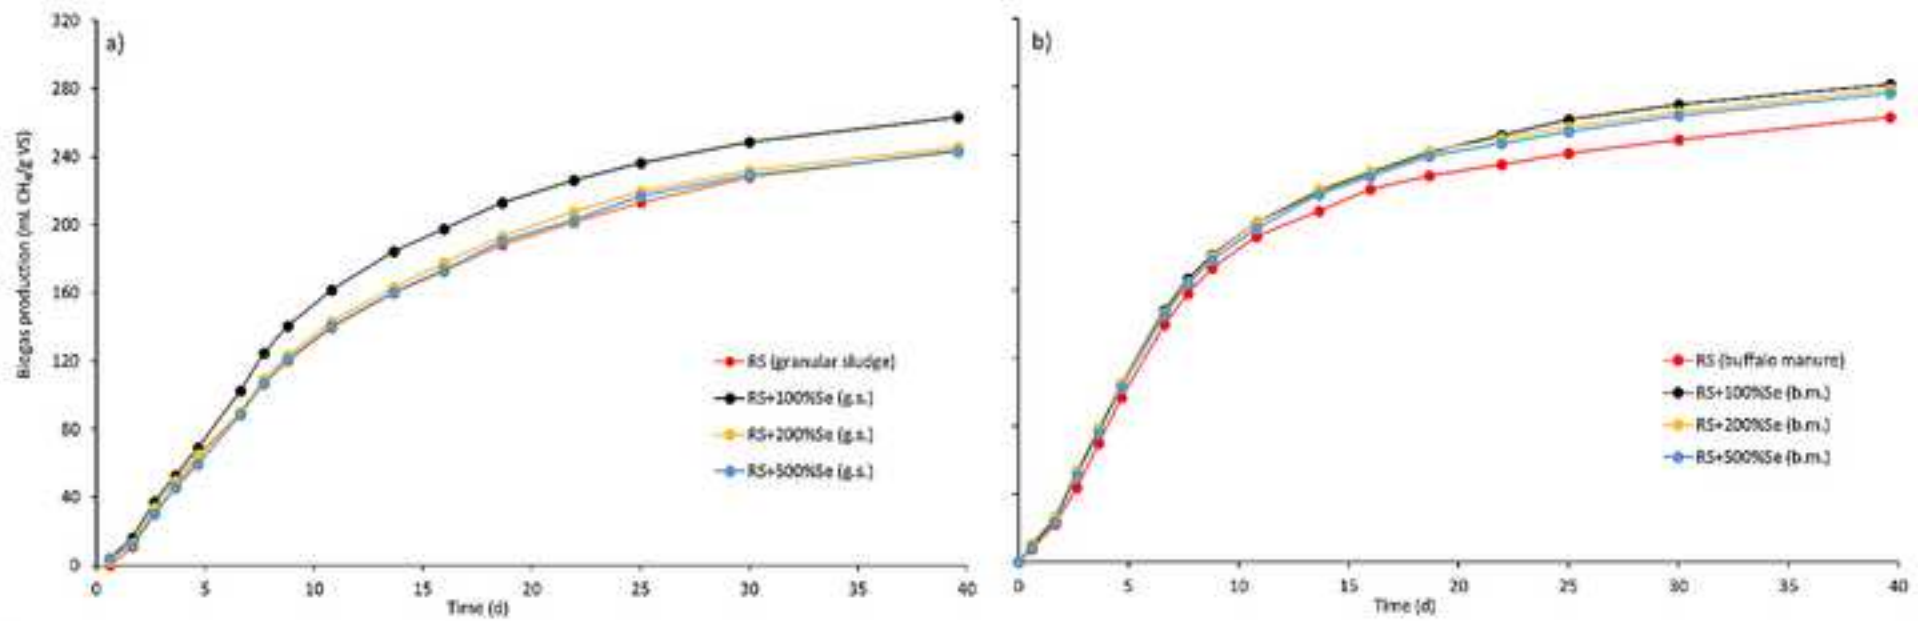 a)
320
280
240
200
160
120
80
40
0
Biogas production (mL CH₄/g VS)
RS (granular sludge)
RS+100%Se (g.s.)
RS+200%Se (g.s.)
RS+500%Se (g.s.)
0 5 10 15 20 25 30 35 40
Time (d)
b)
RS (buffalo manure)
RS+100%Se (b.m.)
RS+200%Se (b.m.)
RS+500%Se (b.m.)
0 5 10 15 20 25 30 35 40
Time (d)